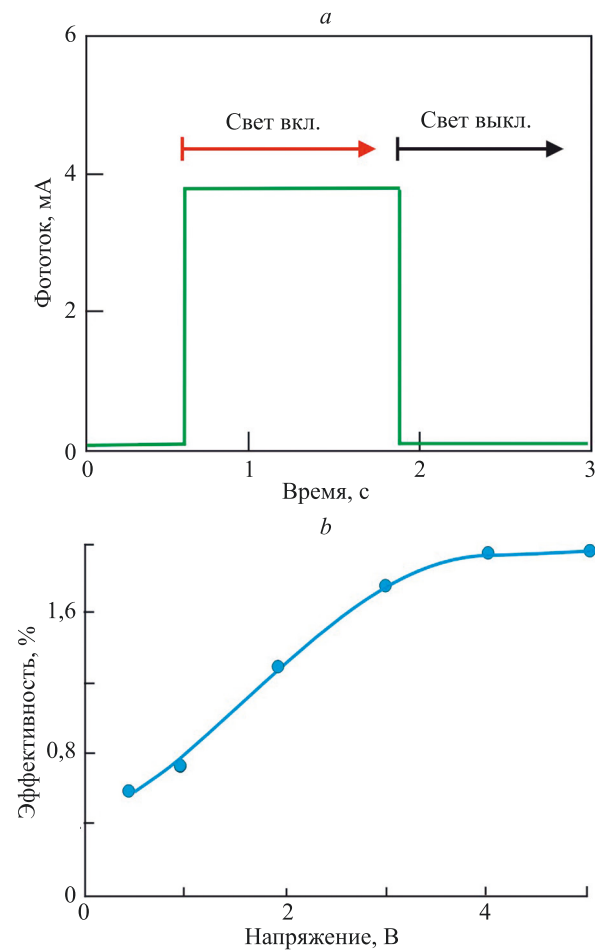 a
6
Свет вкл.
Свет выкл.
4
Фототок, мА
2
0
0 1 2 3
Время, с
b
1,6
Эффективность, %
0,8
0
0 2 4
Напряжение, В